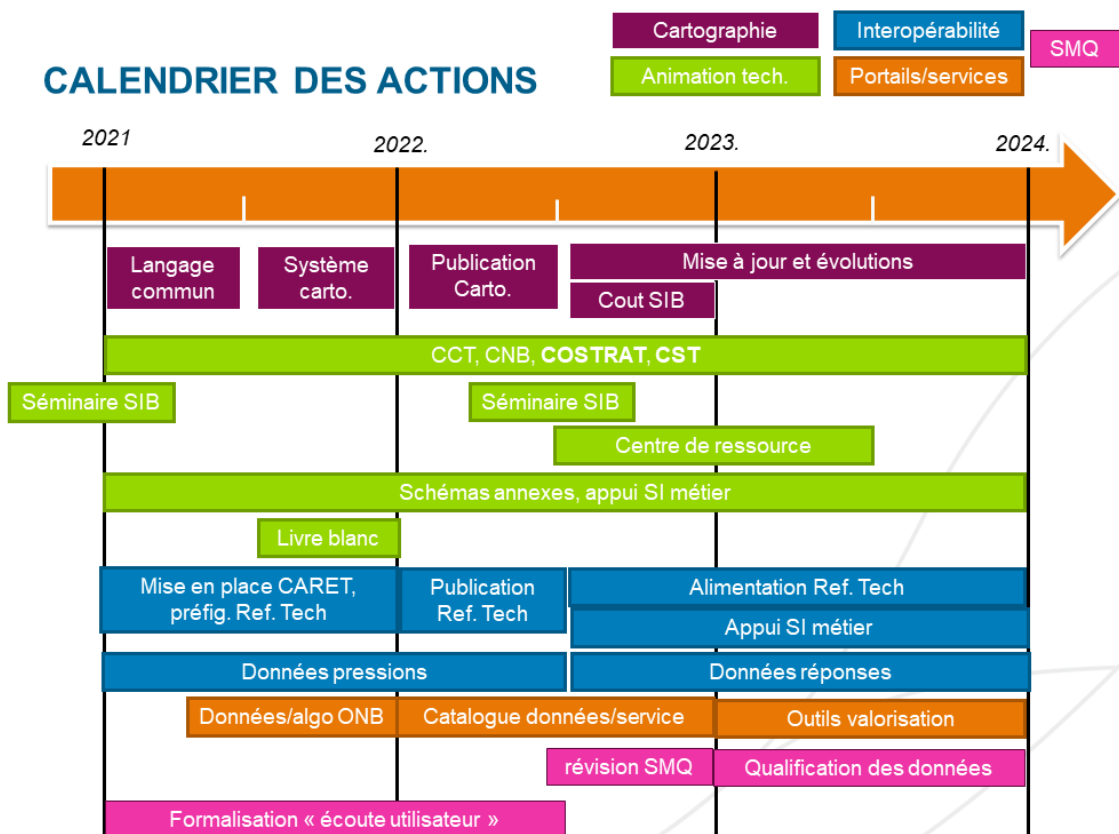 Cartographie
Interopérabilité
SMQ
Animation tech.
Portails/services
CALENDRIER DES ACTIONS
2021
2022.
2023.
2024.
Langage
commun
Système
carto.
Publication
Carto.
Mise à jour et évolutions
Cout SIB
CCT, CNB, COSTRAT, CST
Séminaire SIB
Séminaire SIB
Centre de ressource
Schémas annexes, appui SI métier
Livre blanc
Mise en place CARET,
préfig. Ref. Tech
Publication
Ref. Tech
Alimentation Ref. Tech
Appui SI métier
Données pressions
Données réponses
Données/algo ONB
Catalogue données/service
Outils valorisation
révision SMQ
Qualification des données
Formalisation « écoute utilisateur »